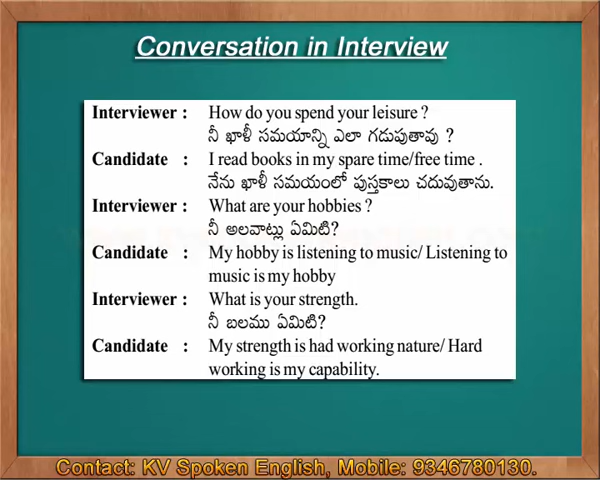 Conversation in Interview
Interviewer : How do you spend your leisure ?
నీ ఖాళీ సమయాన్ని ఎలా గడుపుతావు ?
Candidate : I read books in my spare time/free time .
నేను ఖాళీ సమయంలో పుస్తకాలు చదువుతాను.
Interviewer : What are your hobbies ?
నీ అలవాట్లు ఏమిటి?
Candidate : My hobby is listening to music/ Listening to
music is my hobby
Interviewer : What is your strength.
నీ బలము ఏమిటి?
Candidate : My strength is had working nature/ Hard
working is my capability.
Contact: KV Spoken English, Mobile: 9346780130.